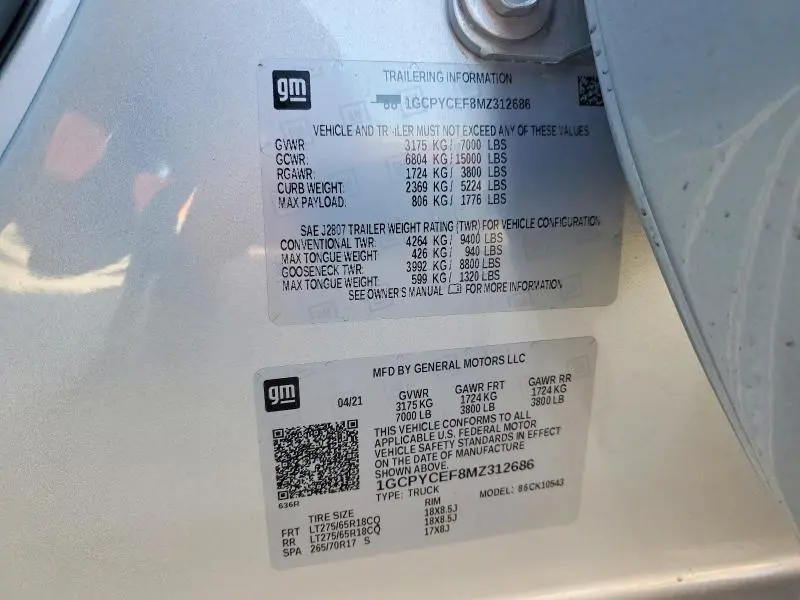 gm
TRAILERING INFORMATION
1GCPYCEF8MZ312686
VEHICLE AND TRAILER MUST NOT EXCEED ANY OF THESE VALUES
GVWR 3175 KG/ 7000 LBS
GCWR: 6804 KG/15000 LBS
RGAWR: 1724 KG/ 3800 LBS
CURB WEIGHT: 2369 KG/ 5224 LBS
MAX PAYLOAD: 806 KG/ 1776 LBS
SAE J2807 TRAILER WEIGHT RATING (TWR) FOR VEHICLE CONFIGURATION
CONVENTIONAL TWR: 4264 KG/ 9400 LBS
MAX TONGUE WEIGHT: 426 KG/ 940 LBS
GOOSENECK TWR: 3992 KG/ 8800 LBS
MAX TONGUE WEIGHT: 599 KG/ 1320 LBS
SEE OWNER'S MANUAL FOR MORE INFORMATION
gm
MFD BY GENERAL MOTORS LLC
04/21 GVWR GAWR FRT GAWR RR
3175 KG 1724 KG 1724 KG
7000 LB 3800 LB 3800 LB
THIS VEHICLE CONFORMS TO ALL
APPLICABLE U.S. FEDERAL MOTOR
VEHICLE SAFETY STANDARDS IN EFFECT
ON THE DATE OF MANUFACTURE
SHOWN ABOVE.
1GCPYCEF8MZ312686
636R TYPE: TRUCK MODEL: 86CK10543
TIRE SIZE RIM
FRT LT275/65R18CQ 18X8.5J
RR LT275/65R18CQ 18X8.5J
SPA 265/70R17 S 17X8J